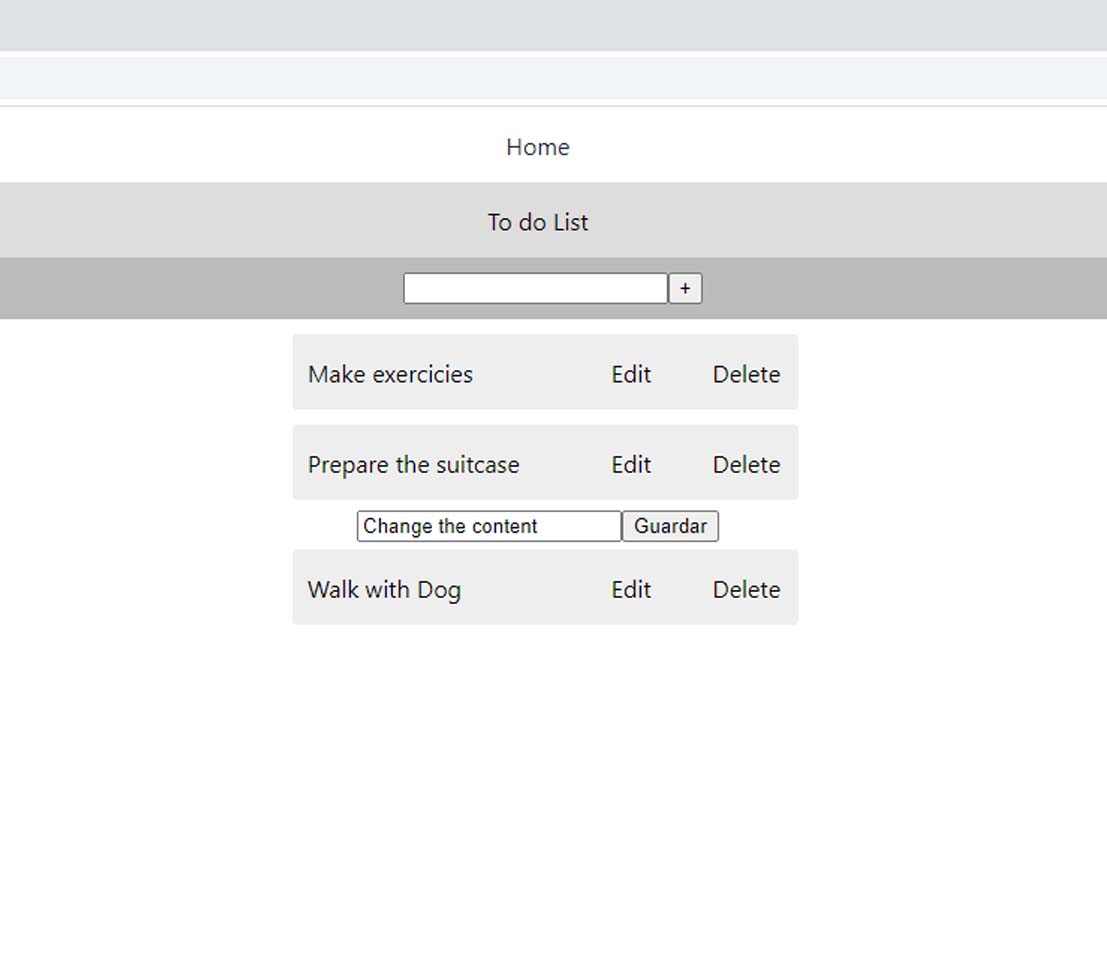 Home
To do List
+
Make exercicies Edit Delete
Prepare the suitcase Edit Delete
Change the content Guardar
Walk with Dog Edit Delete